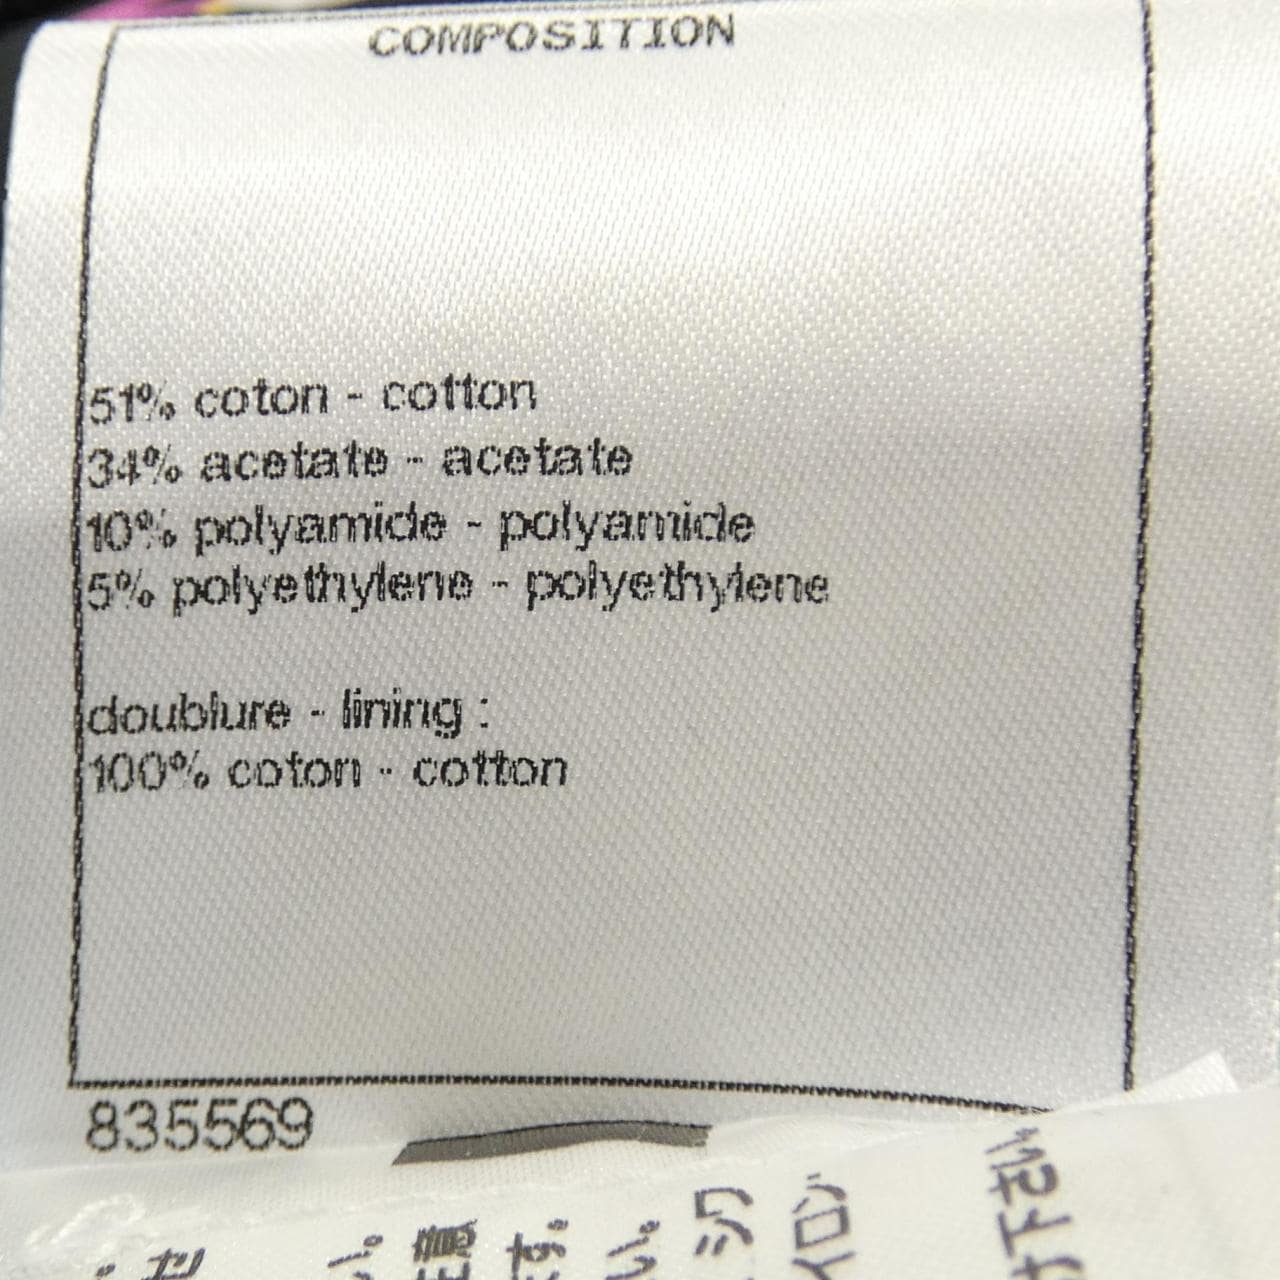 COMPOSITION
51% coton - cotton
34% acetate - acetate
10% polyamide - polyamide
5% polyethylene - polyethylene
doublure - lining :
100% coton - cotton
835569